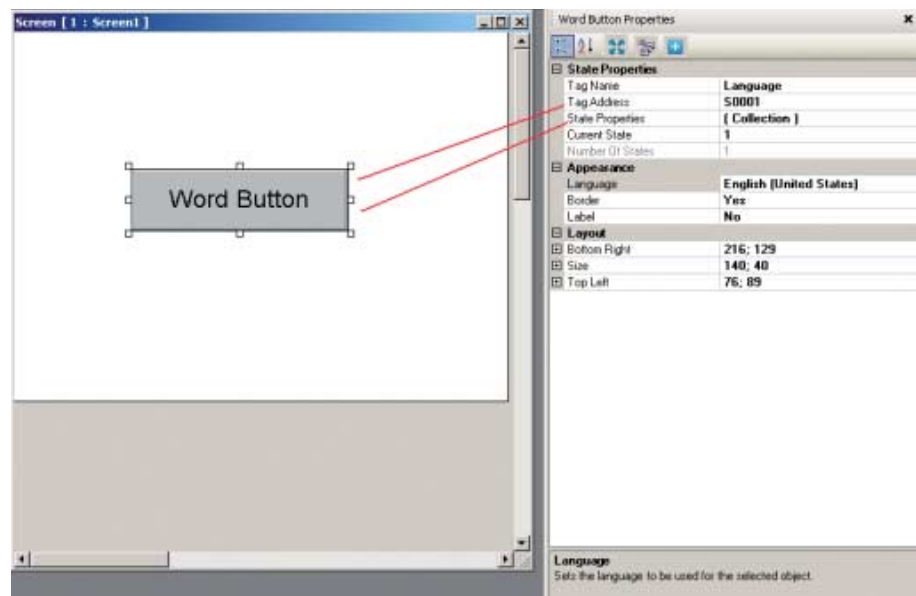 Screen [ 1 : Screen1 ]
Word Button
Word Button Properties
State Properties
Tag Name Language
Tag Address S0001
State Properties ( Collection )
Current State 1
Number Of States 1
Appearance
Language English (United States)
Border Yes
Label No
Layout
Bottom Right 216; 129
Size 140; 40
Top Left 76; 89
Language
Sets the language to be used for the selected object.